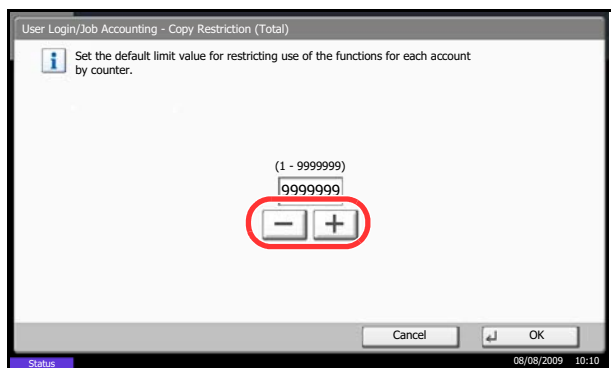 User Login/Job Accounting - Copy Restriction (Total)
Set the default limit value for restricting use of the functions for each account
by counter.
(1 - 9999999)
9999999
− +
Cancel OK
Status 08/08/2009 10:10